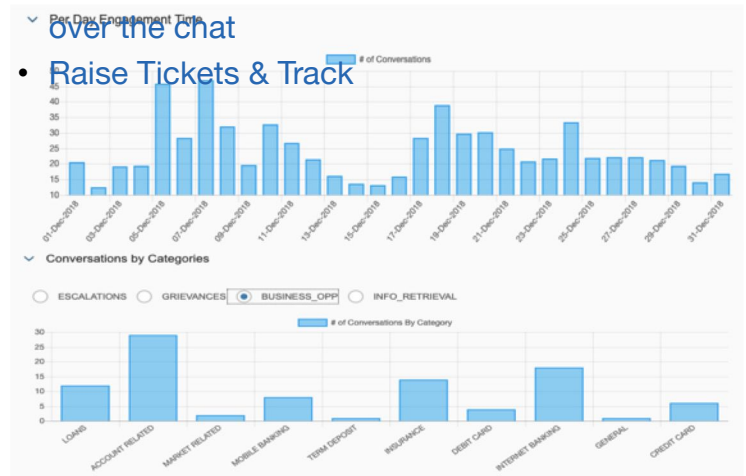 Per Day Engagement Time
over the chat
• Raise Tickets & Track
# of Conversations
45
40
35
30
25
20
15
10
01-Dec-2018
03-Dec-2018
05-Dec-2018
07-Dec-2018
09-Dec-2018
11-Dec-2018
13-Dec-2018
15-Dec-2018
17-Dec-2018
19-Dec-2018
21-Dec-2018
23-Dec-2018
25-Dec-2018
27-Dec-2018
29-Dec-2018
31-Dec-2018
Conversations by Categories
ESCALATIONS GRIEVANCES BUSINESS_OPP INFO_RETRIEVAL
# of Conversations By Category
30
25
20
15
10
5
0
LOANS
ACCOUNT RELATED
MARKET RELATED
MOBILE BANKING
TERM DEPOSIT
INSURANCE
DEBIT CARD
INTERNET BANKING
GENERAL
CREDIT CARD